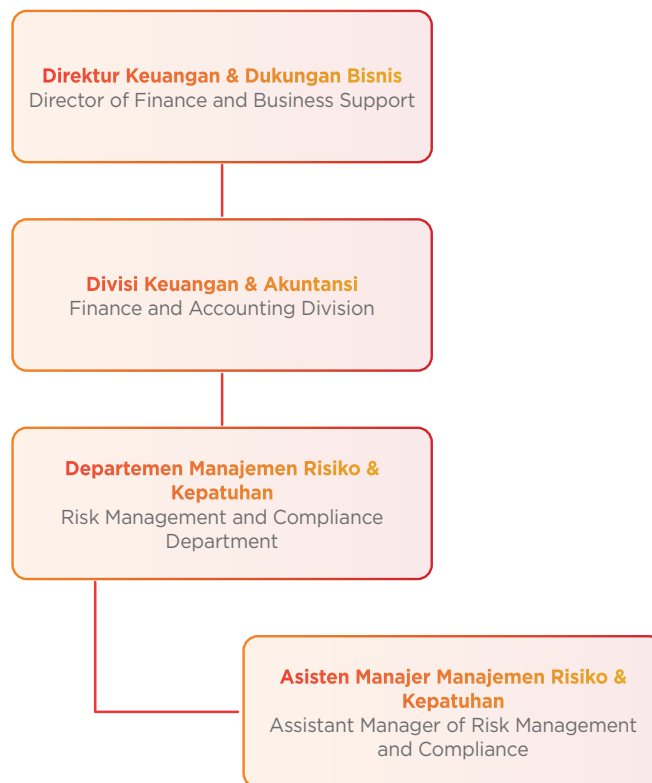 Direktur Keuangan & Dukungan Bisnis
Director of Finance and Business Support
Divisi Keuangan & Akuntansi
Finance and Accounting Division
Departemen Manajemen Risiko &
Kepatuhan
Risk Management and Compliance
Department
Asisten Manajer Manajemen Risiko &
Kepatuhan
Assistant Manager of Risk Management
and Compliance